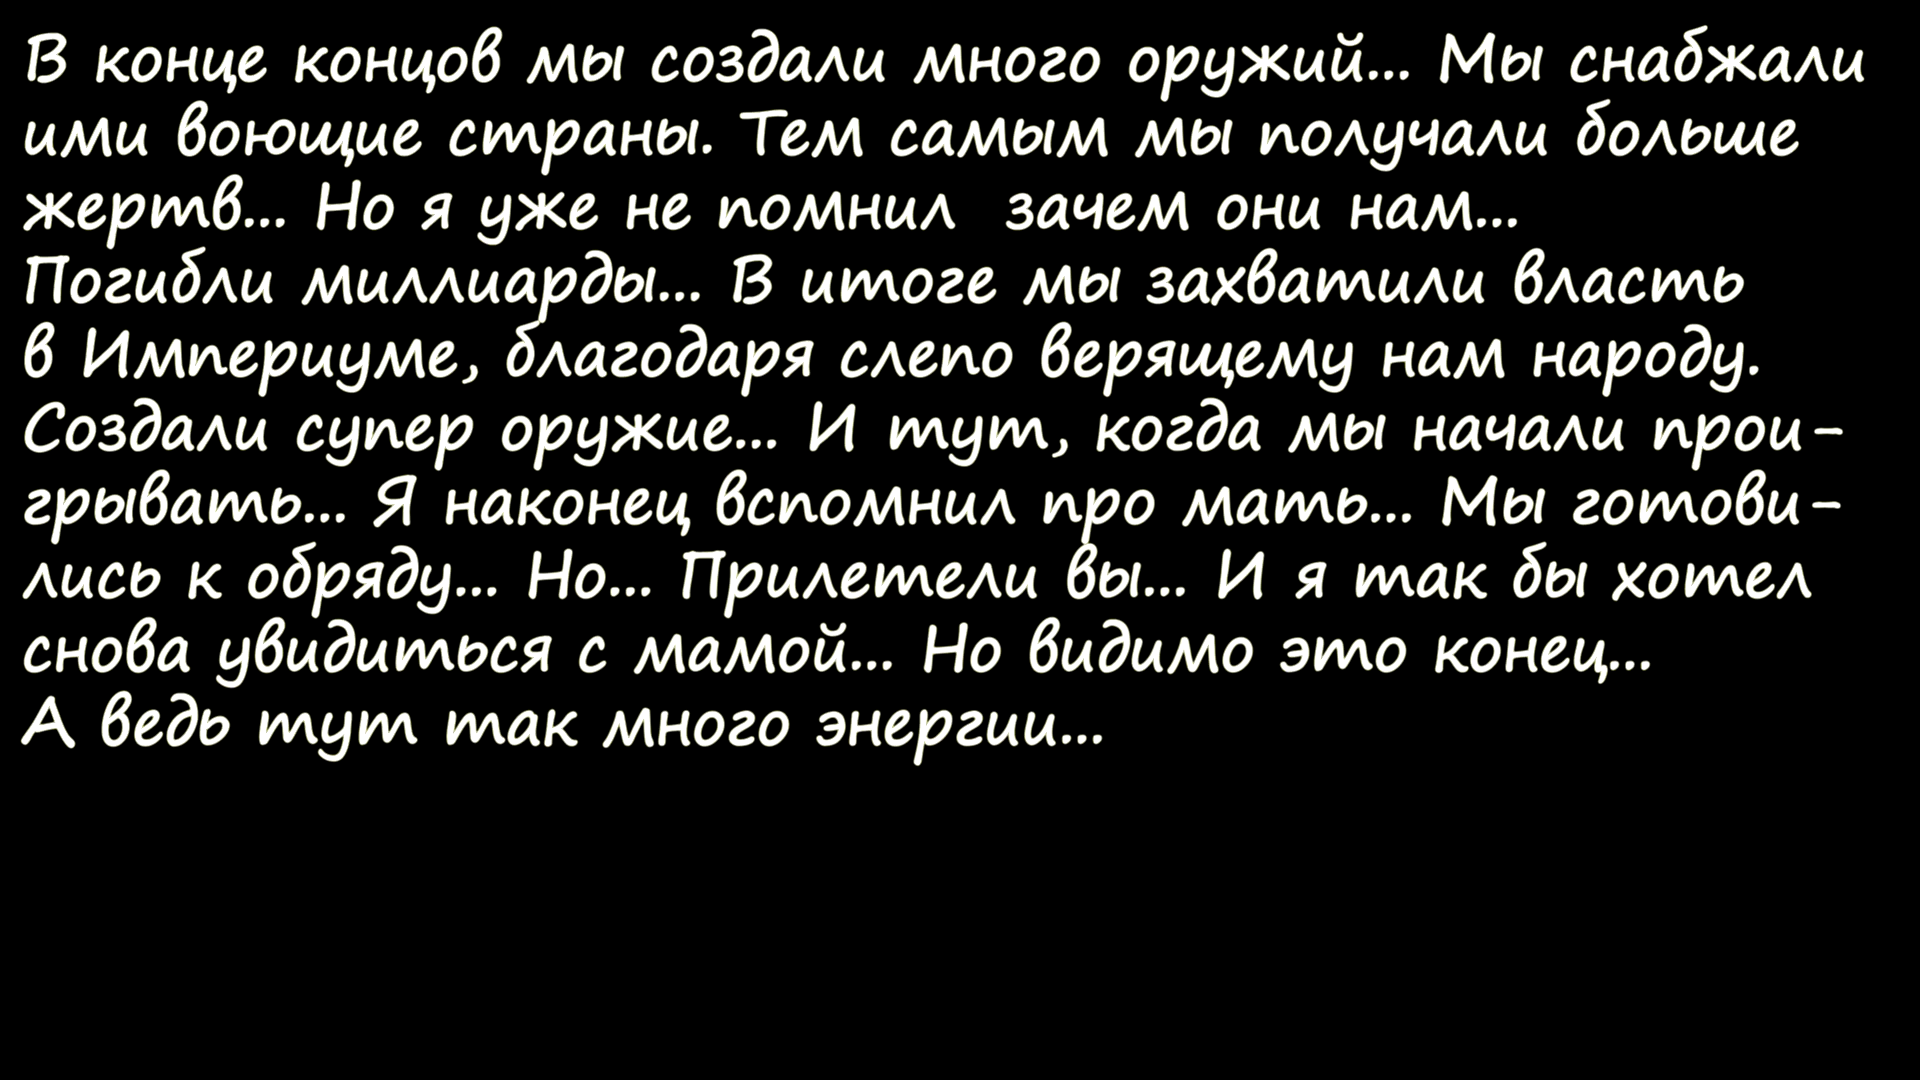 В конце концов мы создали много оружий... Мы снабжали
ими воющие страны. Тем самым мы получали больше
жертв... Но я уже не помнил  зачем они нам...
Погибли миллиарды... В итоге мы захватили власть
в Империуме, благодаря слепо верящему нам народу.
Создали супер оружие... И тут, когда мы начали прои-
грывать... Я наконец вспомнил про мать... Мы готови-
лись к обряду... Но... Прилетели вы... И я так бы хотел
снова увидиться с мамой... Но видимо это конец...
А ведь тут так много энергии...